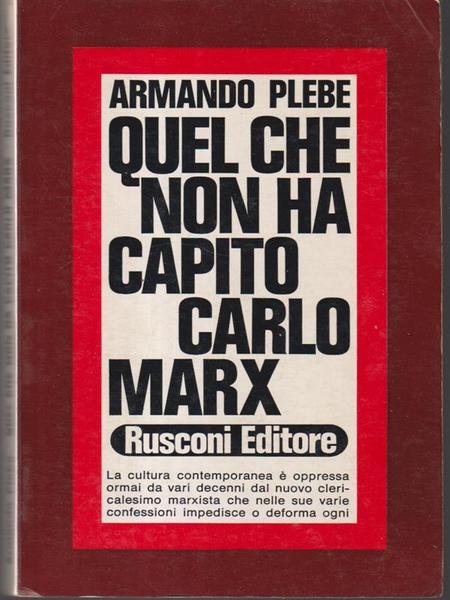 ARMANDO PLEBE
QUEL CHE
NON HA
CAPITO
CARLO
MARX
Rusconi Editore
La cultura contemporanea è oppressa
ormai da vari decenni dal nuovo cleri-
calesimo marxista che nelle sue varie
confessioni impedisce o deforma ogni